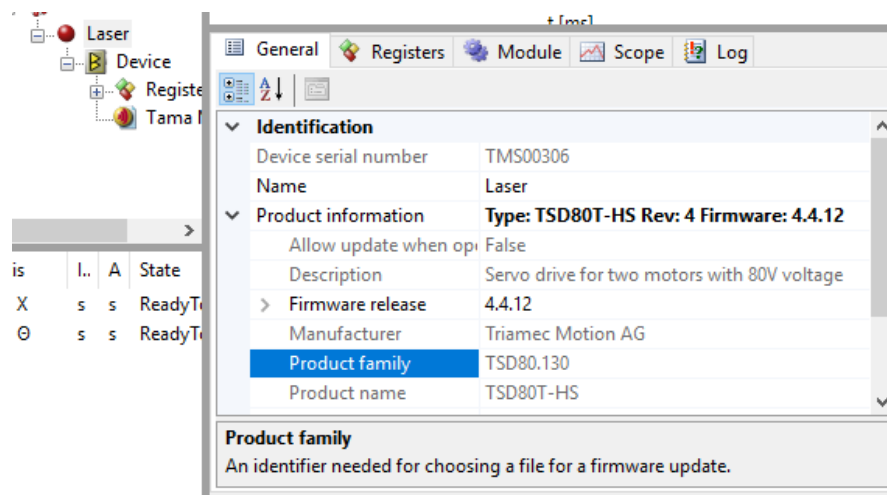 t [ms]
Laser
Device
Registe
Tama
General Registers Module Scope Log
Identification
Device serial number TMS00306
Name Laser
Product information Type: TSD80T-HS Rev: 4 Firmware: 4.4.12
Allow update when op False
Description Servo drive for two motors with 80V voltage
Firmware release 4.4.12
Manufacturer Triamec Motion AG
Product family TSD80.130
Product name TSD80T-HS
is I.. A State
X s s ReadyT
Θ s s ReadyT
Product family
An identifier needed for choosing a file for a firmware update.